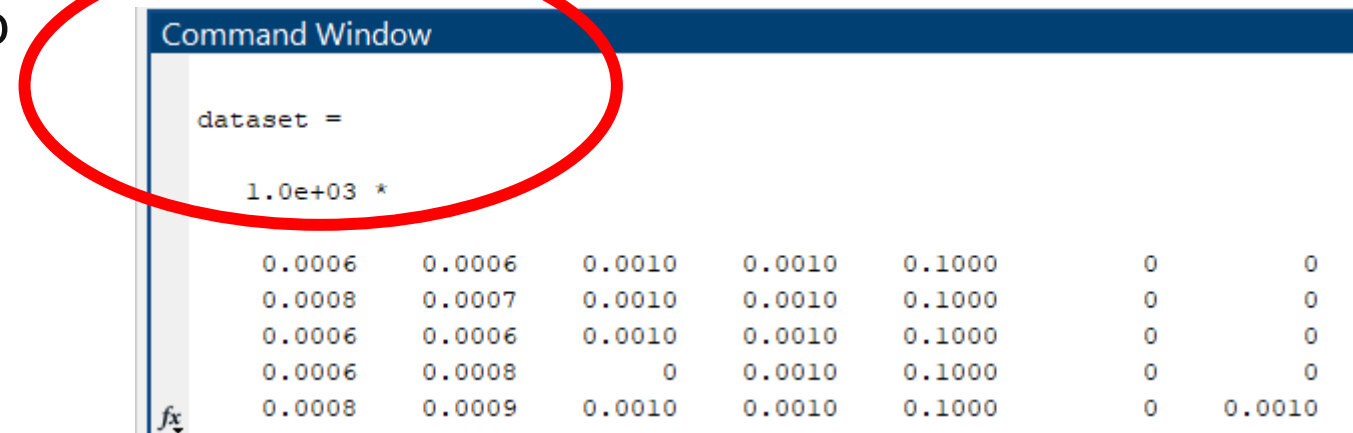 Command Window
dataset =
1.0e+03 *
0.0006 0.0006 0.0010 0.0010 0.1000 0 0
0.0008 0.0007 0.0010 0.0010 0.1000 0 0
0.0006 0.0006 0.0010 0.0010 0.1000 0 0
0.0006 0.0008 0 0.0010 0.1000 0 0
fx 0.0008 0.0009 0.0010 0.0010 0.1000 0 0.0010